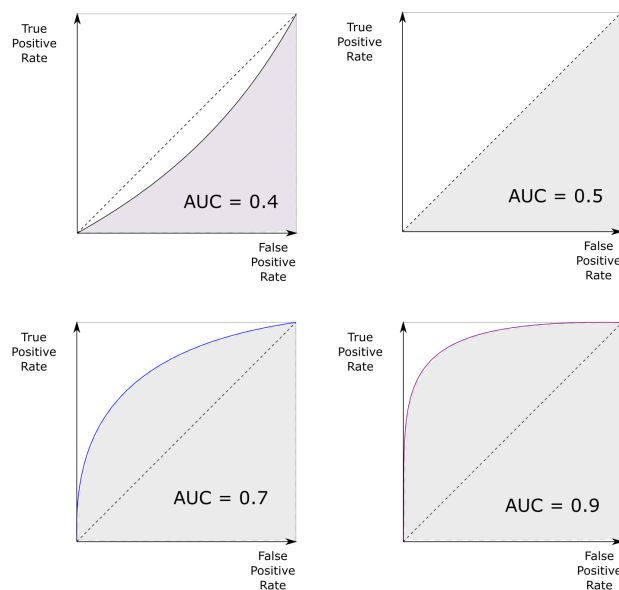 True
Positive
Rate
AUC = 0.4
False
Positive
Rate
True
Positive
Rate
AUC = 0.5
False
Positive
Rate
True
Positive
Rate
AUC = 0.7
False
Positive
Rate
True
Positive
Rate
AUC = 0.9
False
Positive
Rate